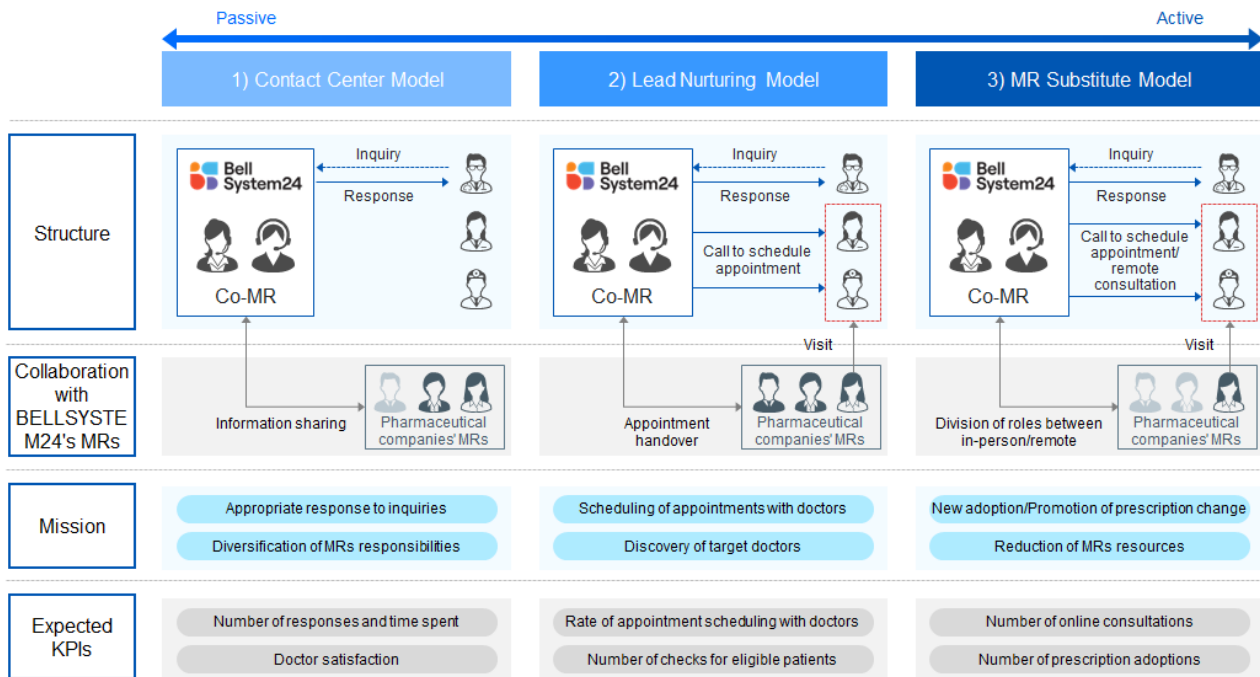 Passive
Active
1) Contact Center Model
2) Lead Nurturing Model
3) MR Substitute Model
Structure
Bell
System24
Co-MR
Inquiry
Response
Bell
System24
Co-MR
Inquiry
Response
Call to schedule
appointment
Bell
System24
Co-MR
Inquiry
Response
Call to schedule
appointment/
remote
consultation
Collaboration
with
BELLSYSTE
M24's MRs
Information sharing
Pharmaceutical
companies' MRs
Visit
Appointment
handover
Pharmaceutical
companies' MRs
Visit
Division of roles between
in-person/remote
Pharmaceutical
companies' MRs
Mission
Appropriate response to inquiries
Diversification of MRs responsibilities
Scheduling of appointments with doctors
Discovery of target doctors
New adoption/Promotion of prescription change
Reduction of MRs resources
Expected
KPIs
Number of responses and time spent
Doctor satisfaction
Rate of appointment scheduling with doctors
Number of checks for eligible patients
Number of online consultations
Number of prescription adoptions